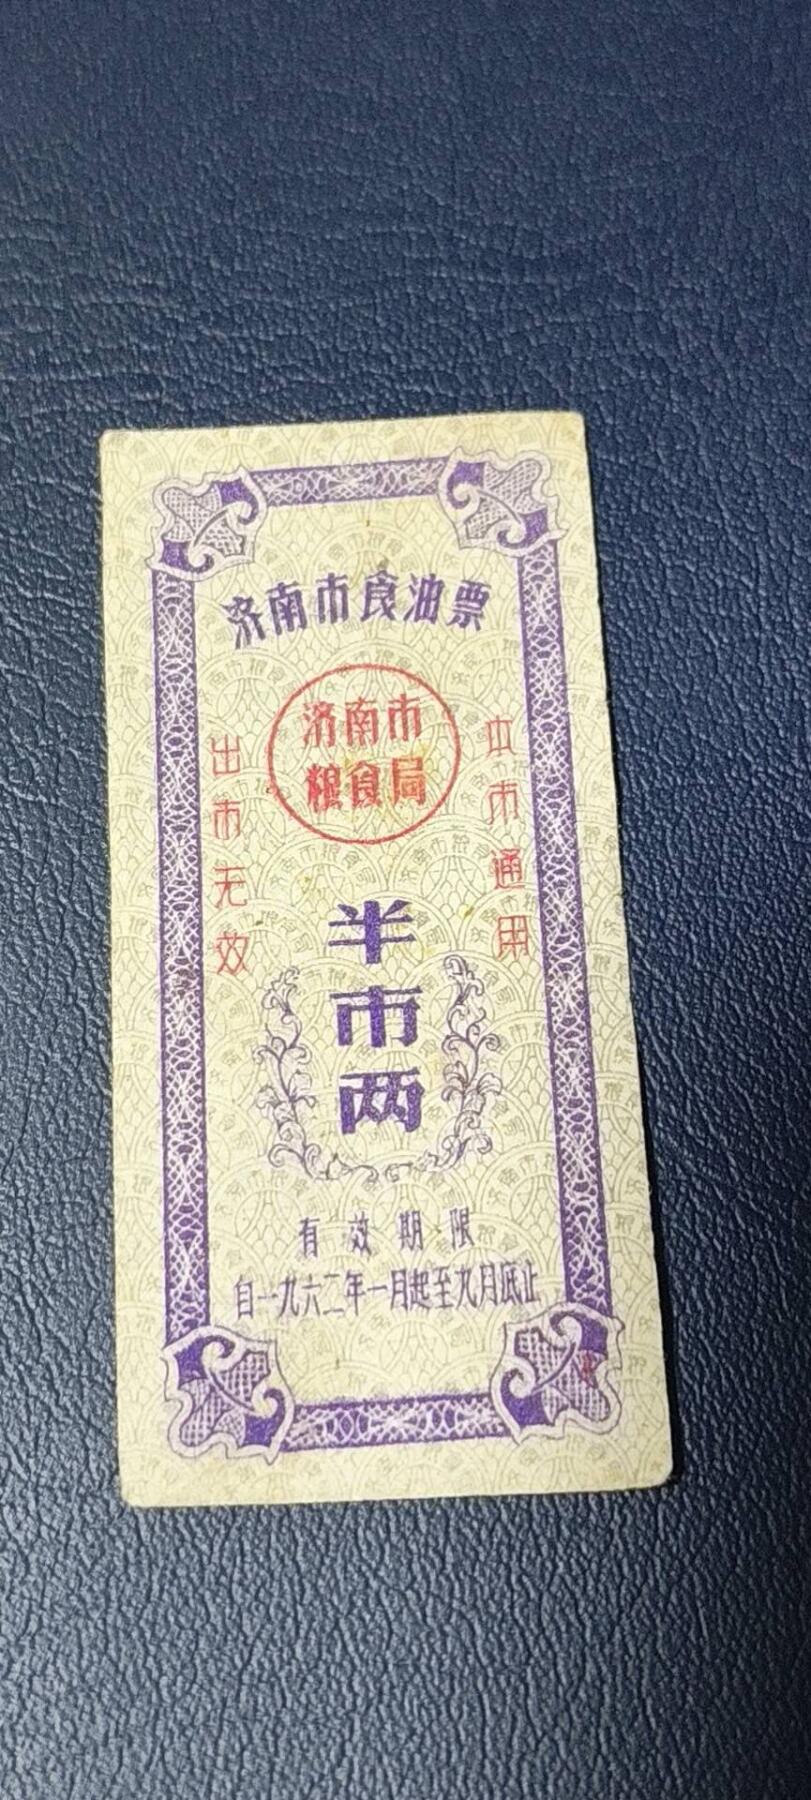 济南市食油票
济南市
粮食局
本市通用
出市无效
半市两
有效期限
自一九六二年一月起至九月底止